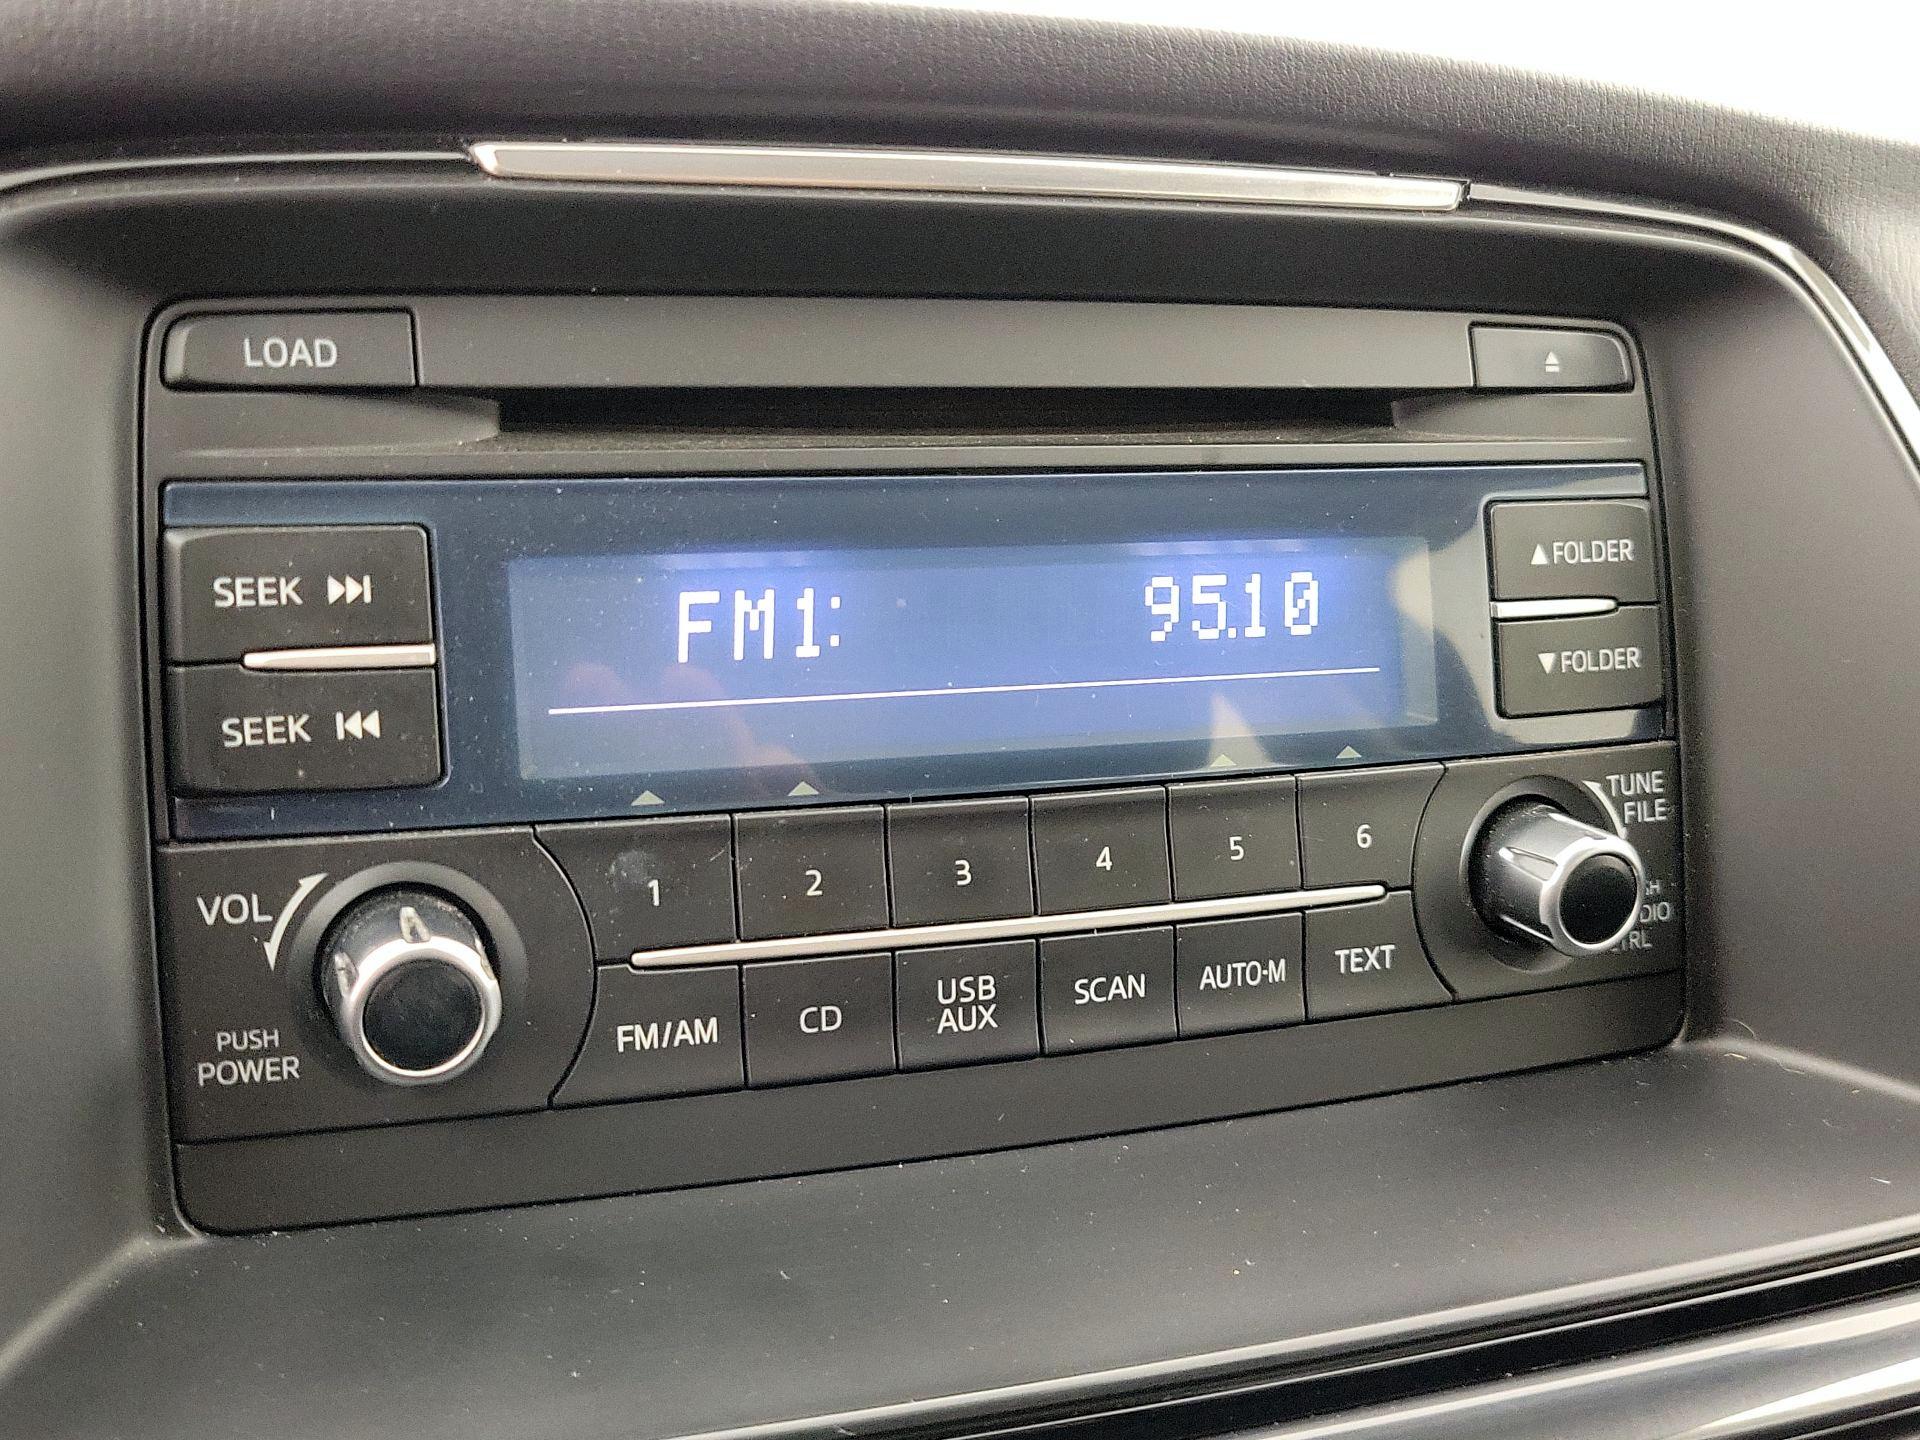 LOAD
SEEK
FM1: 95.10
▲FOLDER
SEEK
▼FOLDER
TUNE
FILE
VOL
1 2 3 4 5 6
PUSH
POWER
FM/AM CD USB AUX SCAN AUTO-M TEXT